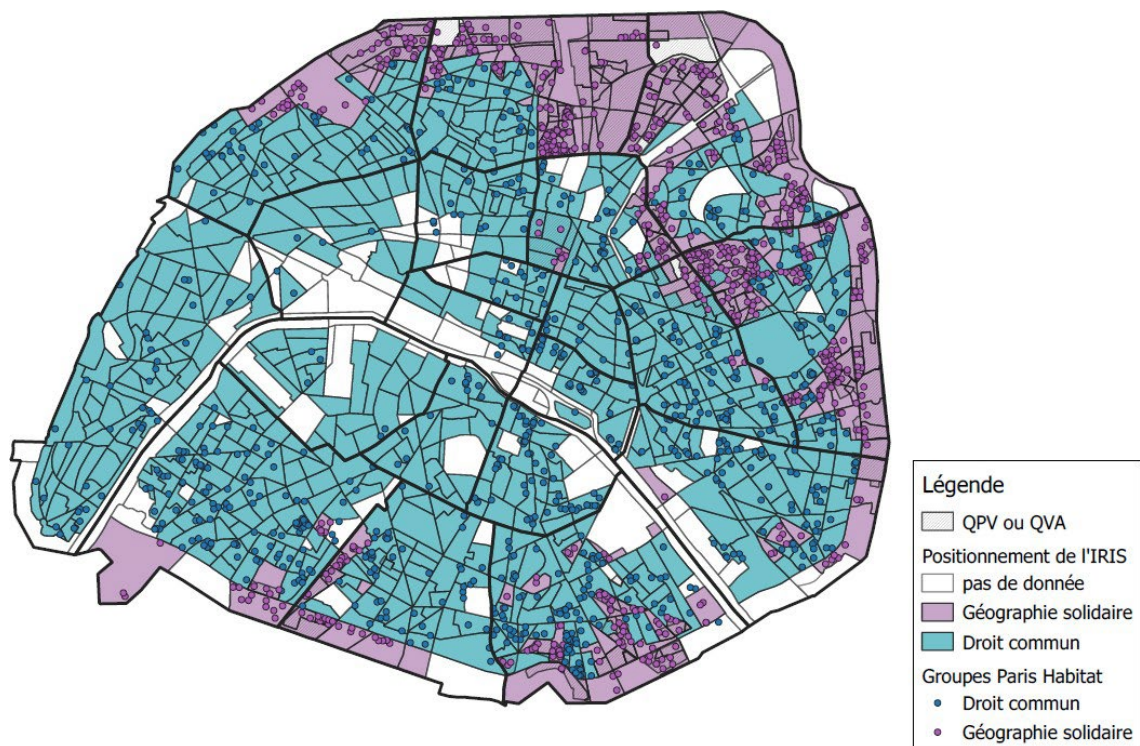 Légende
QPV ou QVA
Positionnement de l'IRIS
pas de donnée
Géographie solidaire
Droit commun
Groupes Paris Habitat
Droit commun
Géographie solidaire